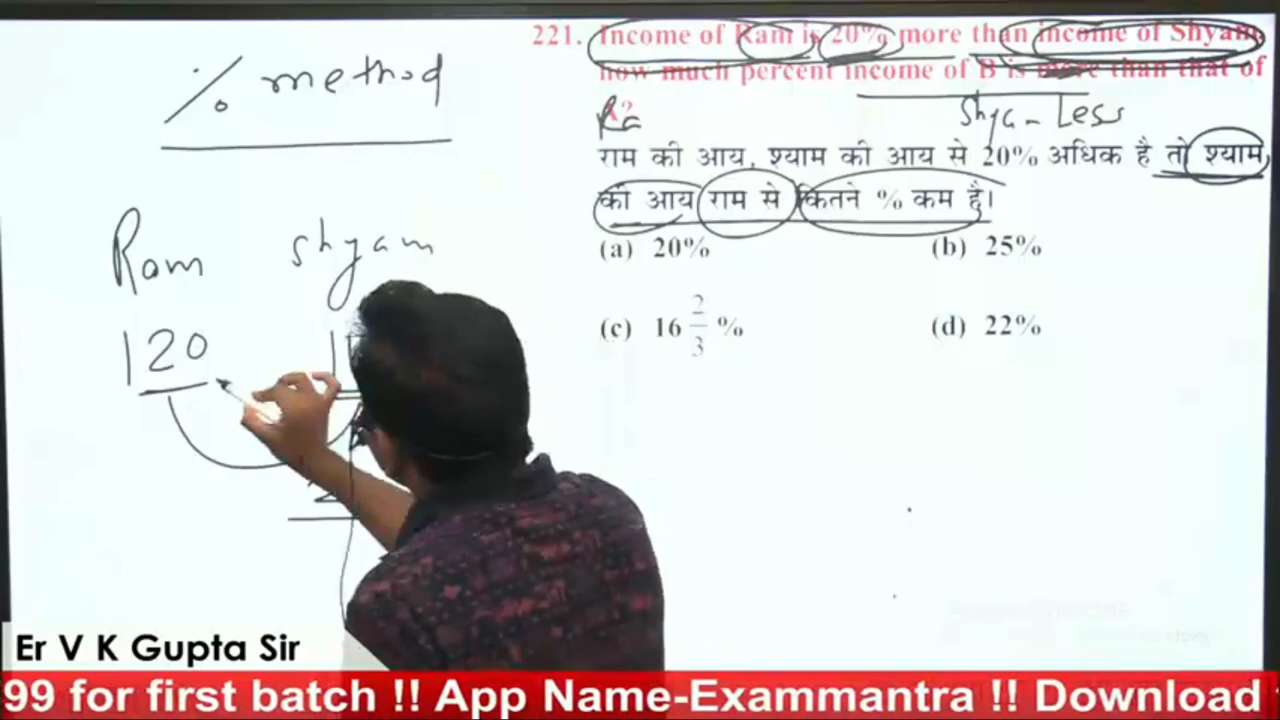 % method
221. Income of Ram is 20% more than income of Shyam,
how much percent income of B is more than that of
Shya - Less
राम की आय, श्याम की आय से 20% अधिक है तो श्याम
की आय राम से कितने % कम है।
(a) 20%
(b) 25%
(c) 16 2/3 %
(d) 22%
Ram
Shyam
120
Er V K Gupta Sir
99 for first batch !! App Name-Exammantra !! Download